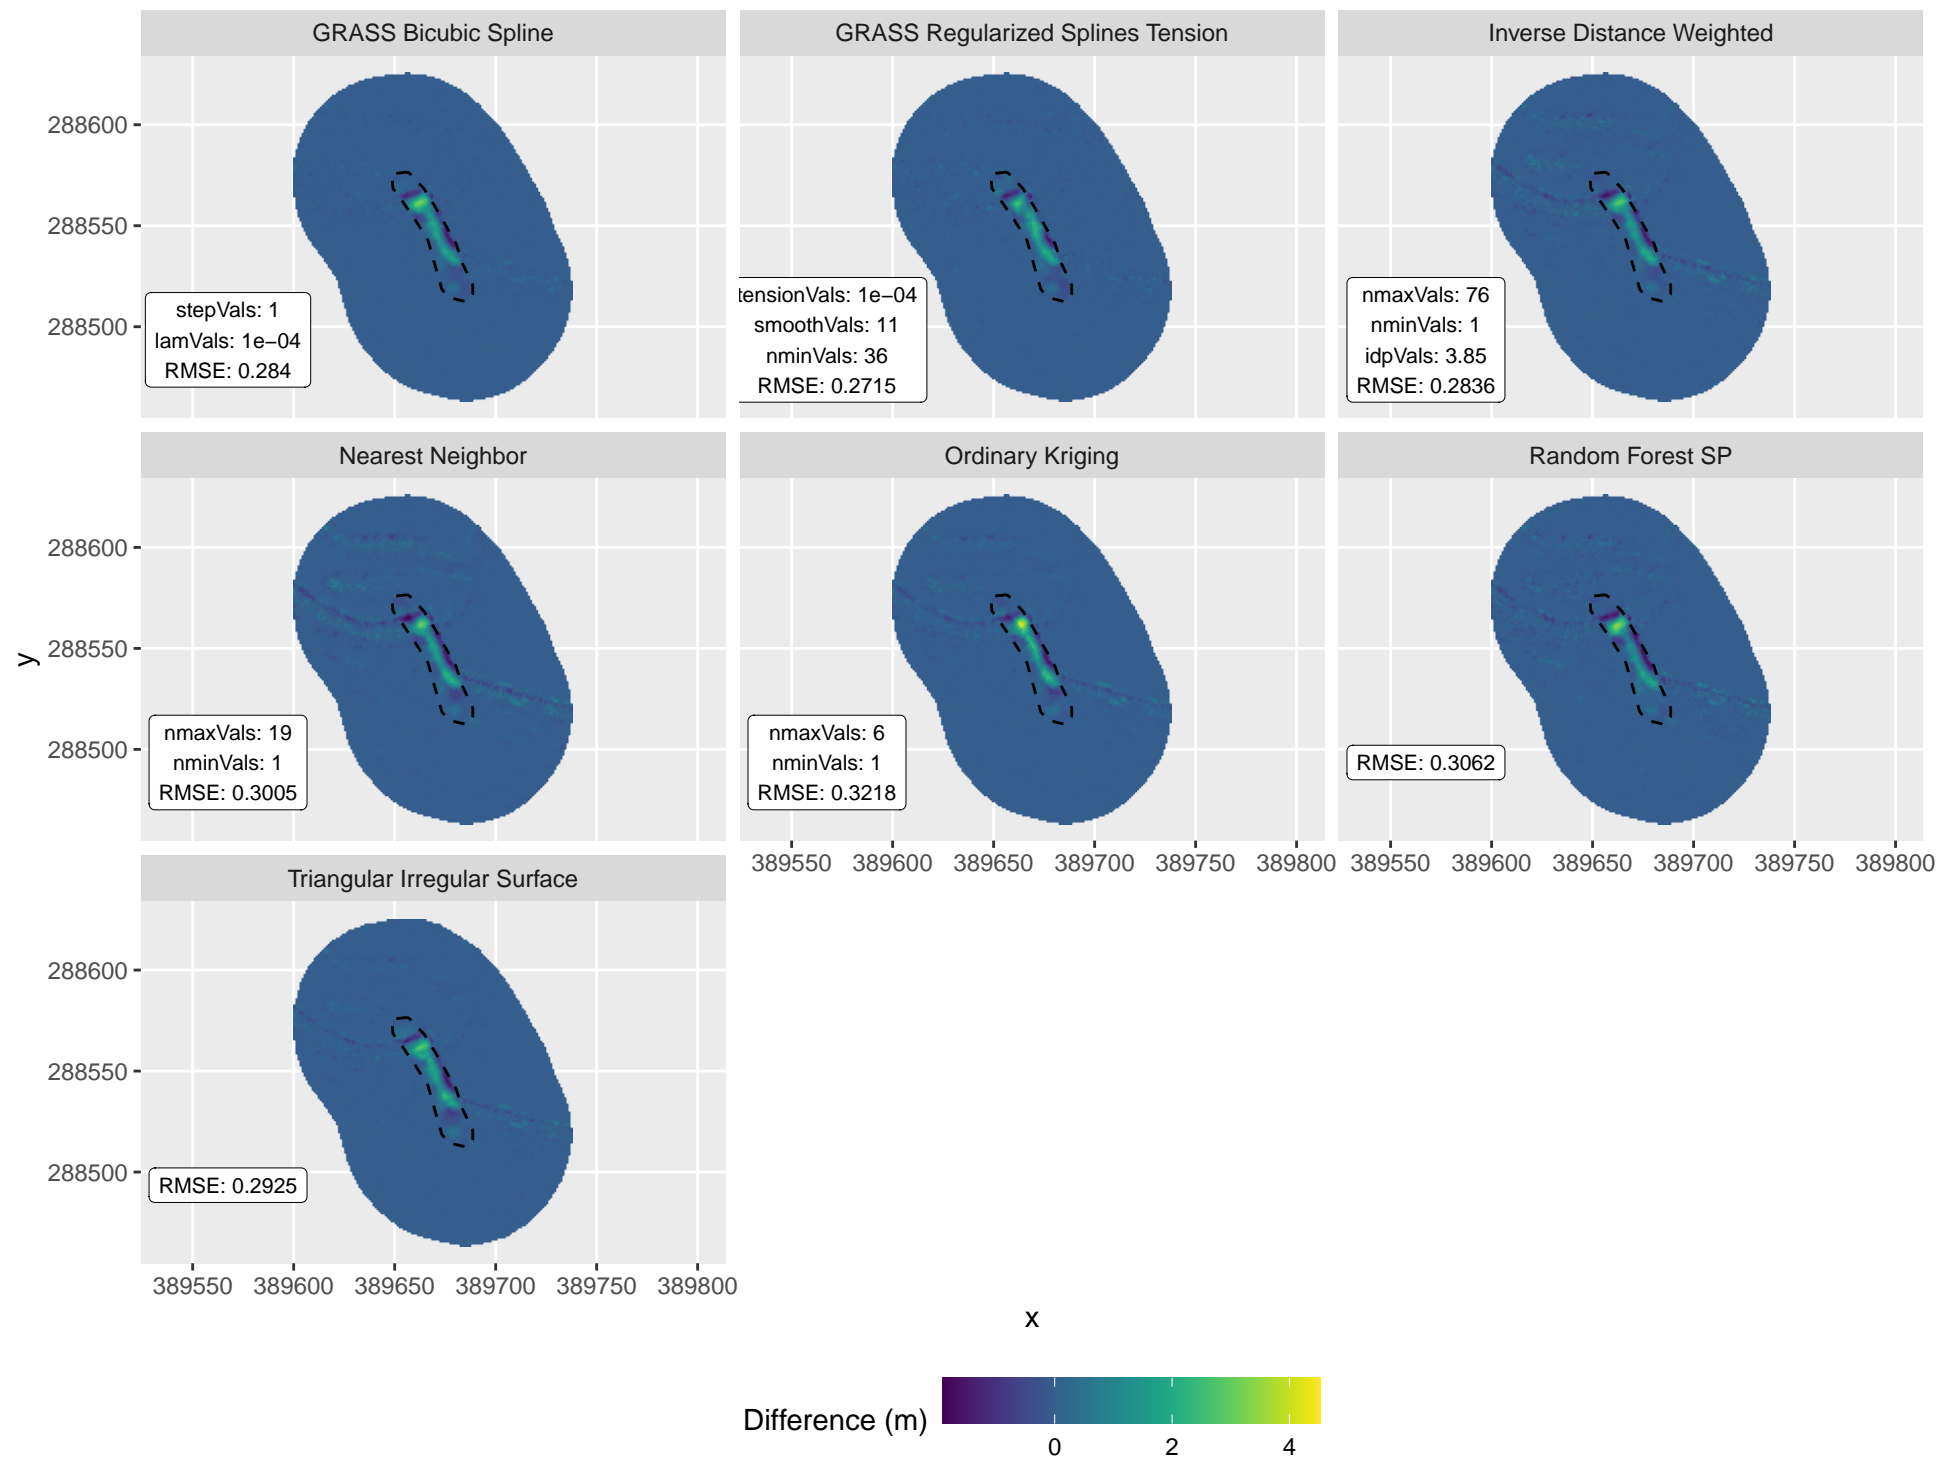 GRASS Bicubic Spline
GRASS Regularized Splines Tension
Inverse Distance Weighted
288600
288550
288500
stepVals: 1
lamVals: 1e−04
RMSE: 0.284
tensionVals: 1e−04
smoothVals: 11
nminVals: 36
RMSE: 0.2715
nmaxVals: 76
nminVals: 1
idpVals: 3.85
RMSE: 0.2836
Nearest Neighbor
Ordinary Kriging
Random Forest SP
288600
288550
288500
y
nmaxVals: 19
nminVals: 1
RMSE: 0.3005
nmaxVals: 6
nminVals: 1
RMSE: 0.3218
RMSE: 0.3062
389550 389600 389650 389700 389750 389800
389550 389600 389650 389700 389750 389800
Triangular Irregular Surface
288600
288550
288500
RMSE: 0.2925
389550 389600 389650 389700 389750 389800
x
Difference (m)
0 2 4